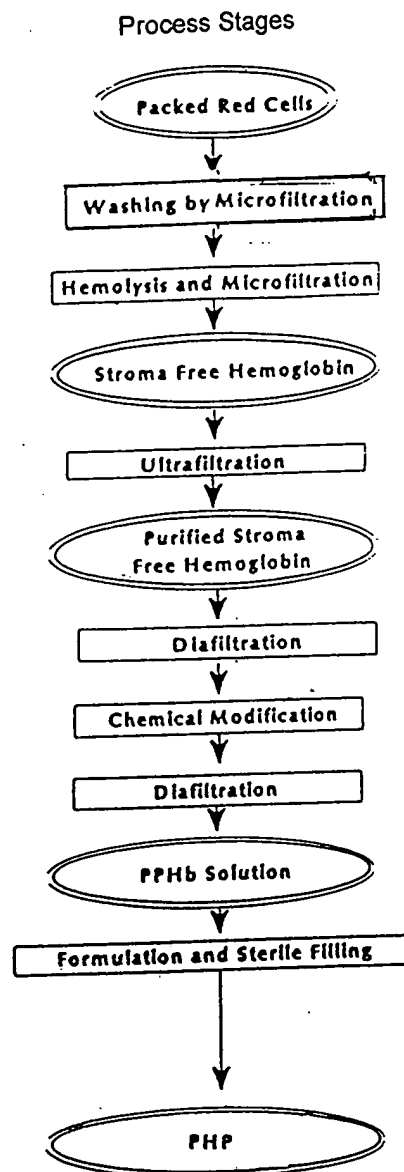 Process Stages
Packed Red Cells
Washing by Microfiltration
Hemolysis and Microfiltration
Stroma Free Hemoglobin
Ultrafiltration
Purified Stroma
Free Hemoglobin
Diafiltration
Chemical Modification
Diafiltration
PPHb Solution
Formulation and Sterile Filling
PHP